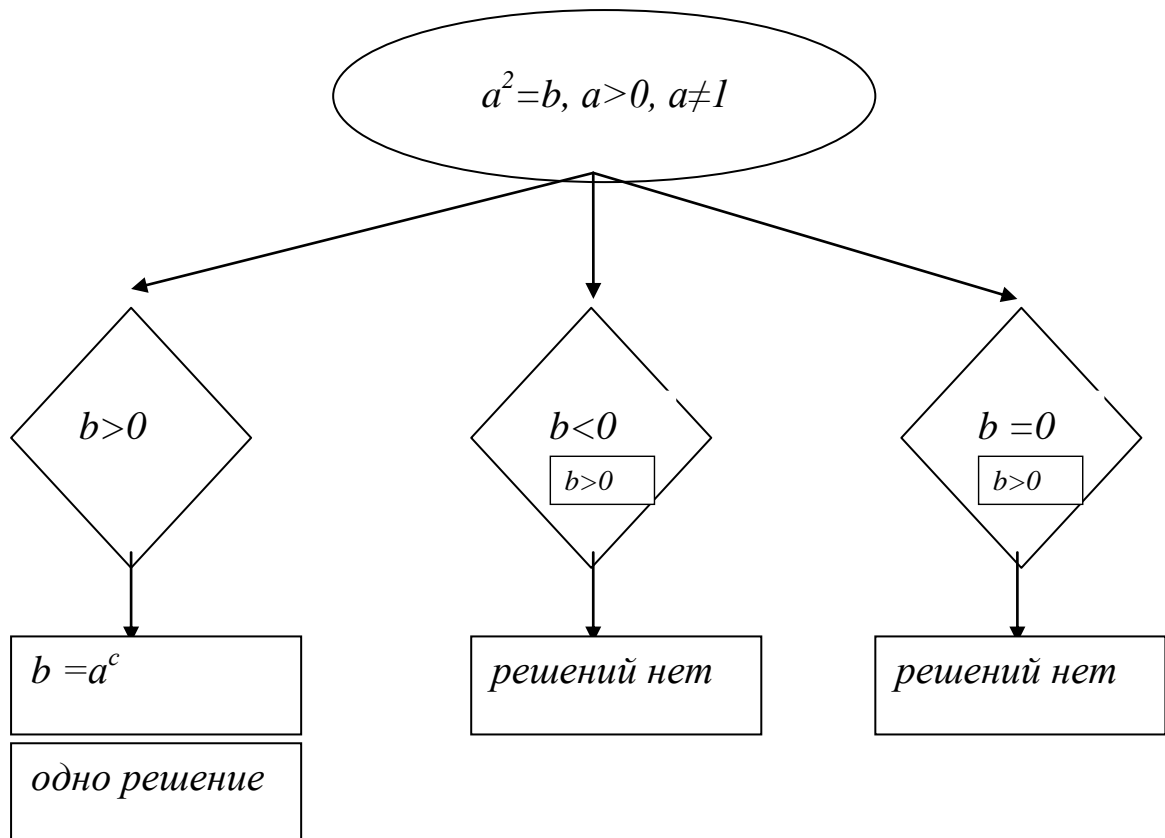 a²=b, a>0, a≠1
b>0
b<0
b>0
b =0
b>0
b =aᶜ
решений нет
решений нет
одно решение